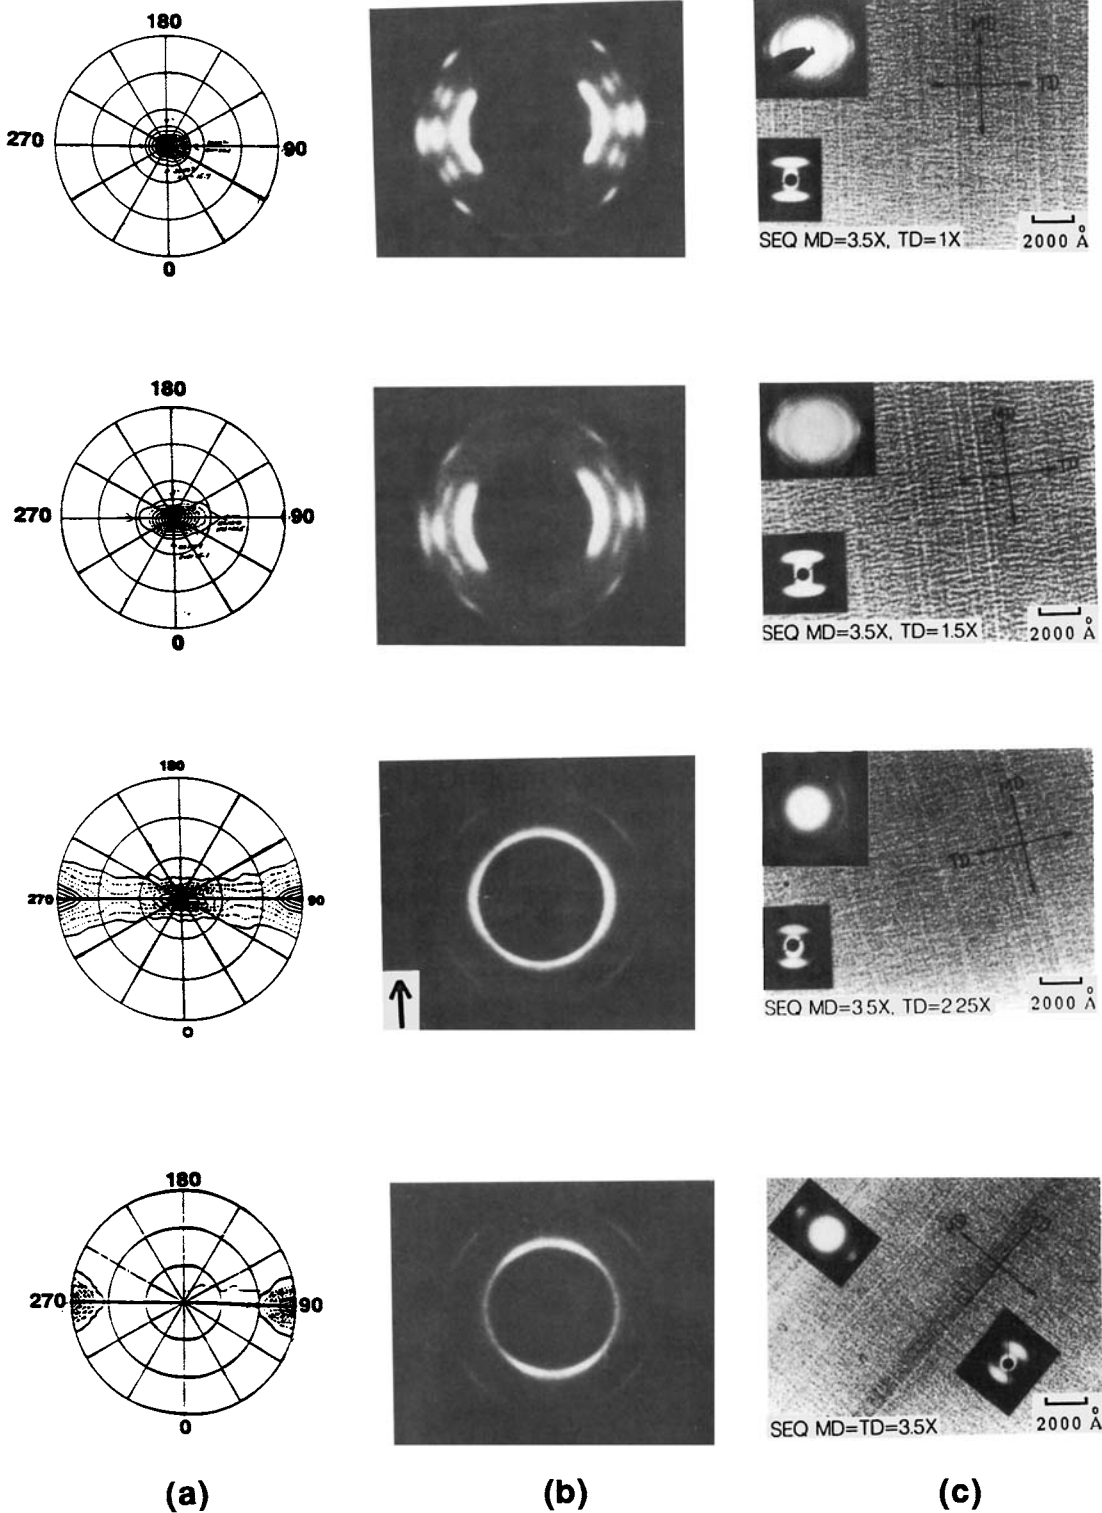 180
270
90
0
MD
TD
SEQ MD=3.5X, TD=1X
2000 Å
180
270
90
0
MD
TD
SEQ MD=3.5X, TD=1.5X
2000 Å
180
270
90
0
MD
TD
SEQ MD=3.5X, TD=2.25X
2000 Å
180
270
90
0
SEQ MD=TD=3.5X
2000 Å
(a)
(b)
(c)